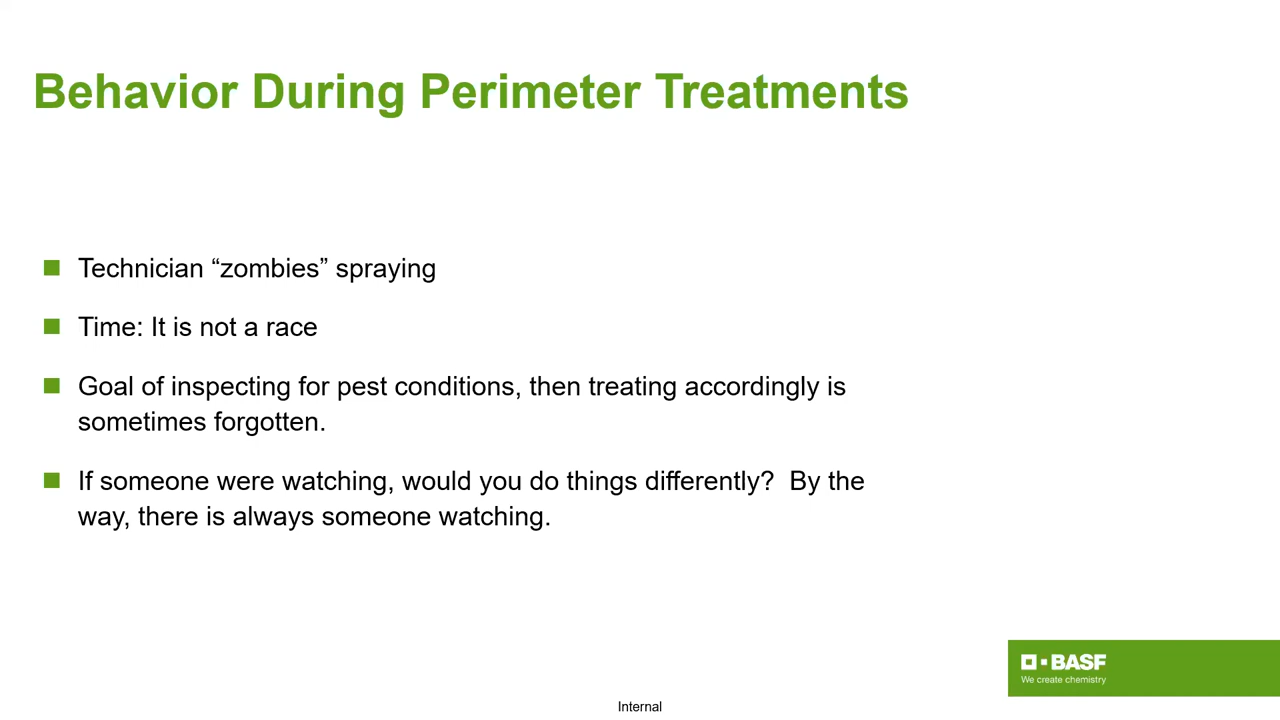 Behavior During Perimeter Treatments
Technician “zombies” spraying
Time: It is not a race
Goal of inspecting for pest conditions, then treating accordingly is
sometimes forgotten.
If someone were watching, would you do things differently?  By the
way, there is always someone watching.
BASF
We create chemistry
Internal